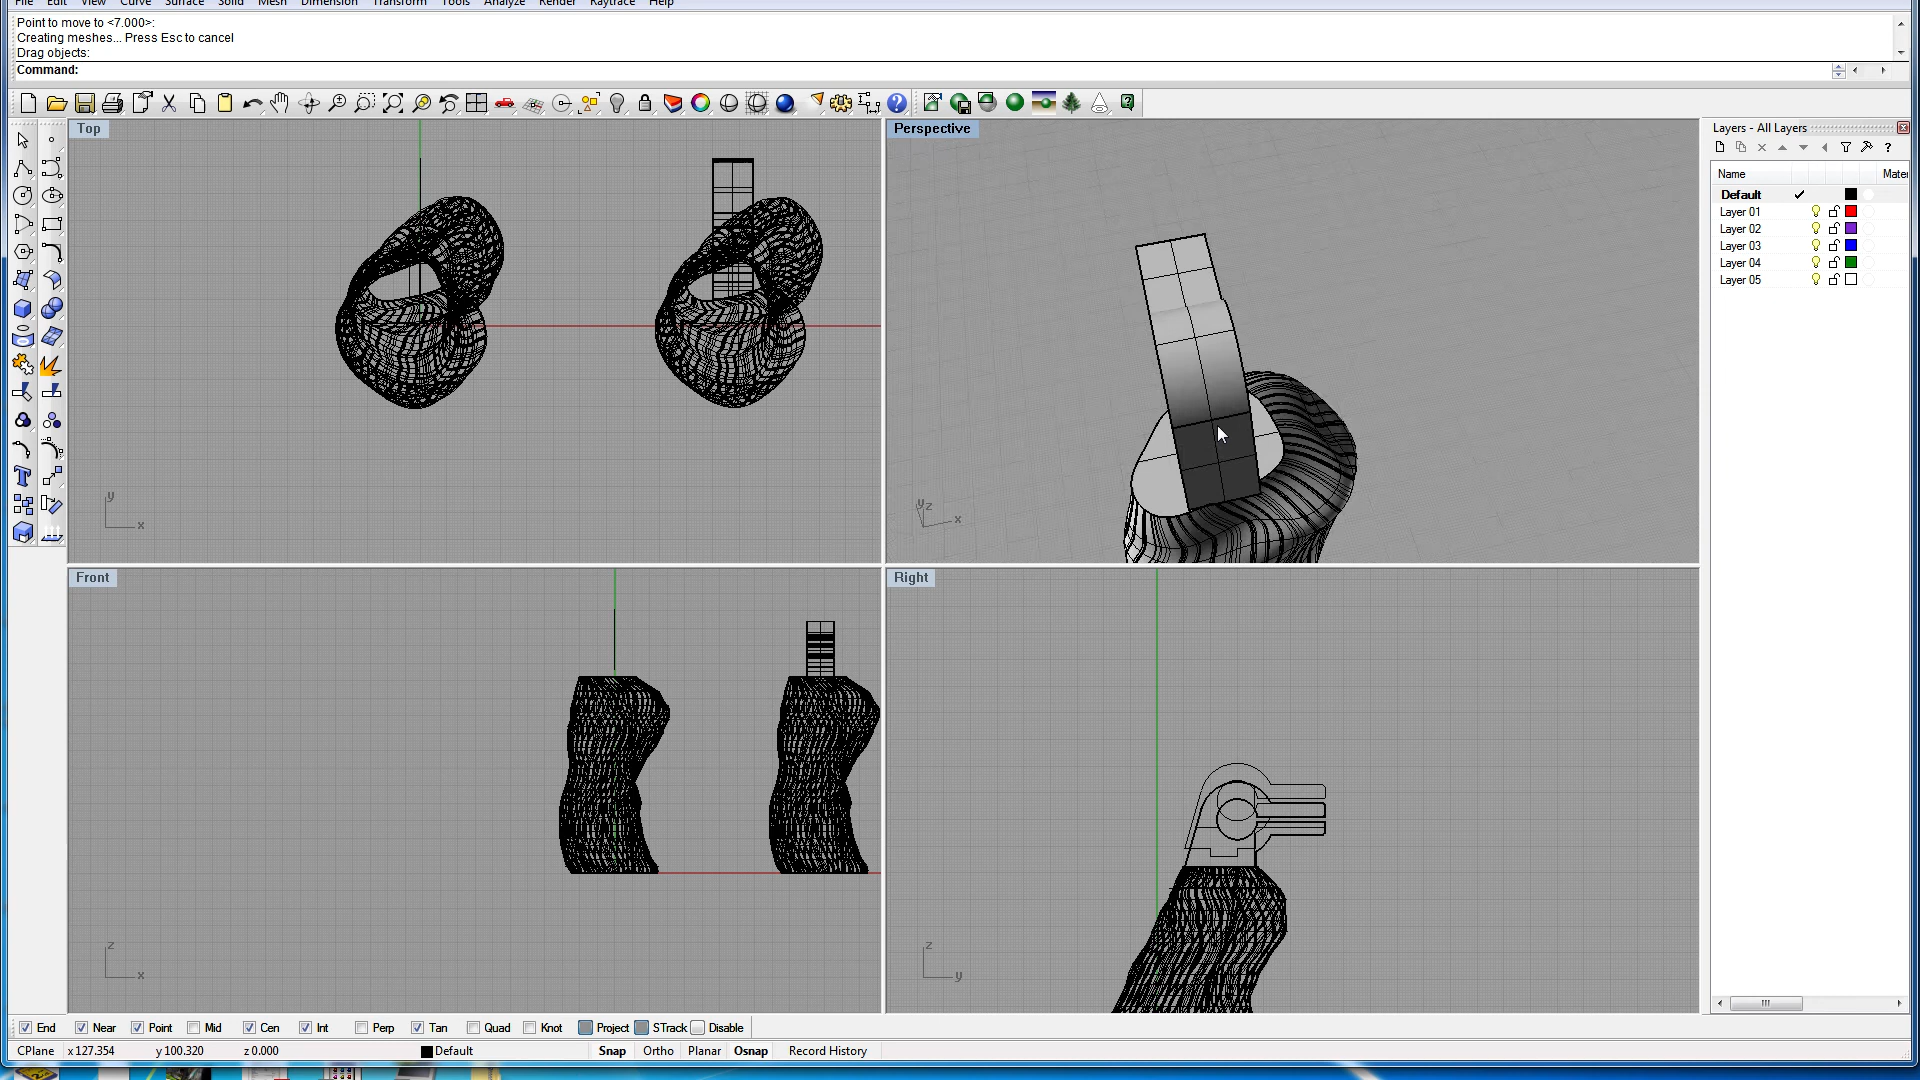 File Edit View Curve Surface Solid Mesh Dimension Transform Tools Analyze Render Raytrace Help
Point to move to <7.000>:
Creating meshes... Press Esc to cancel
Drag objects:
Command:
Top
Perspective
Layers - All Layers
Name Mater
Default
Layer 01
Layer 02
Layer 03
Layer 04
Layer 05
y
x
y z
x
Front
Right
z
x
z
y
End Near Point Mid Cen Int Perp Tan Quad Knot Project STrack Disable
CPlane x 127.354 y 100.320 z 0.000 Default Snap Ortho Planar Osnap Record History